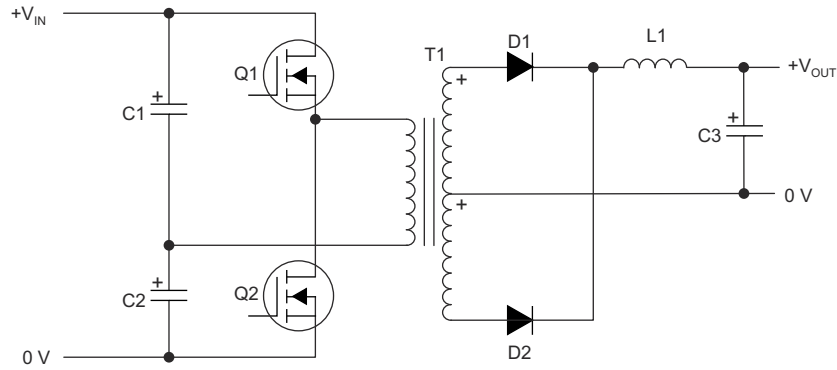 +V_IN
Q1
T1
D1
L1
+V_OUT
+
C1
+
+
C3
+
0 V
+
C2
Q2
0 V
D2